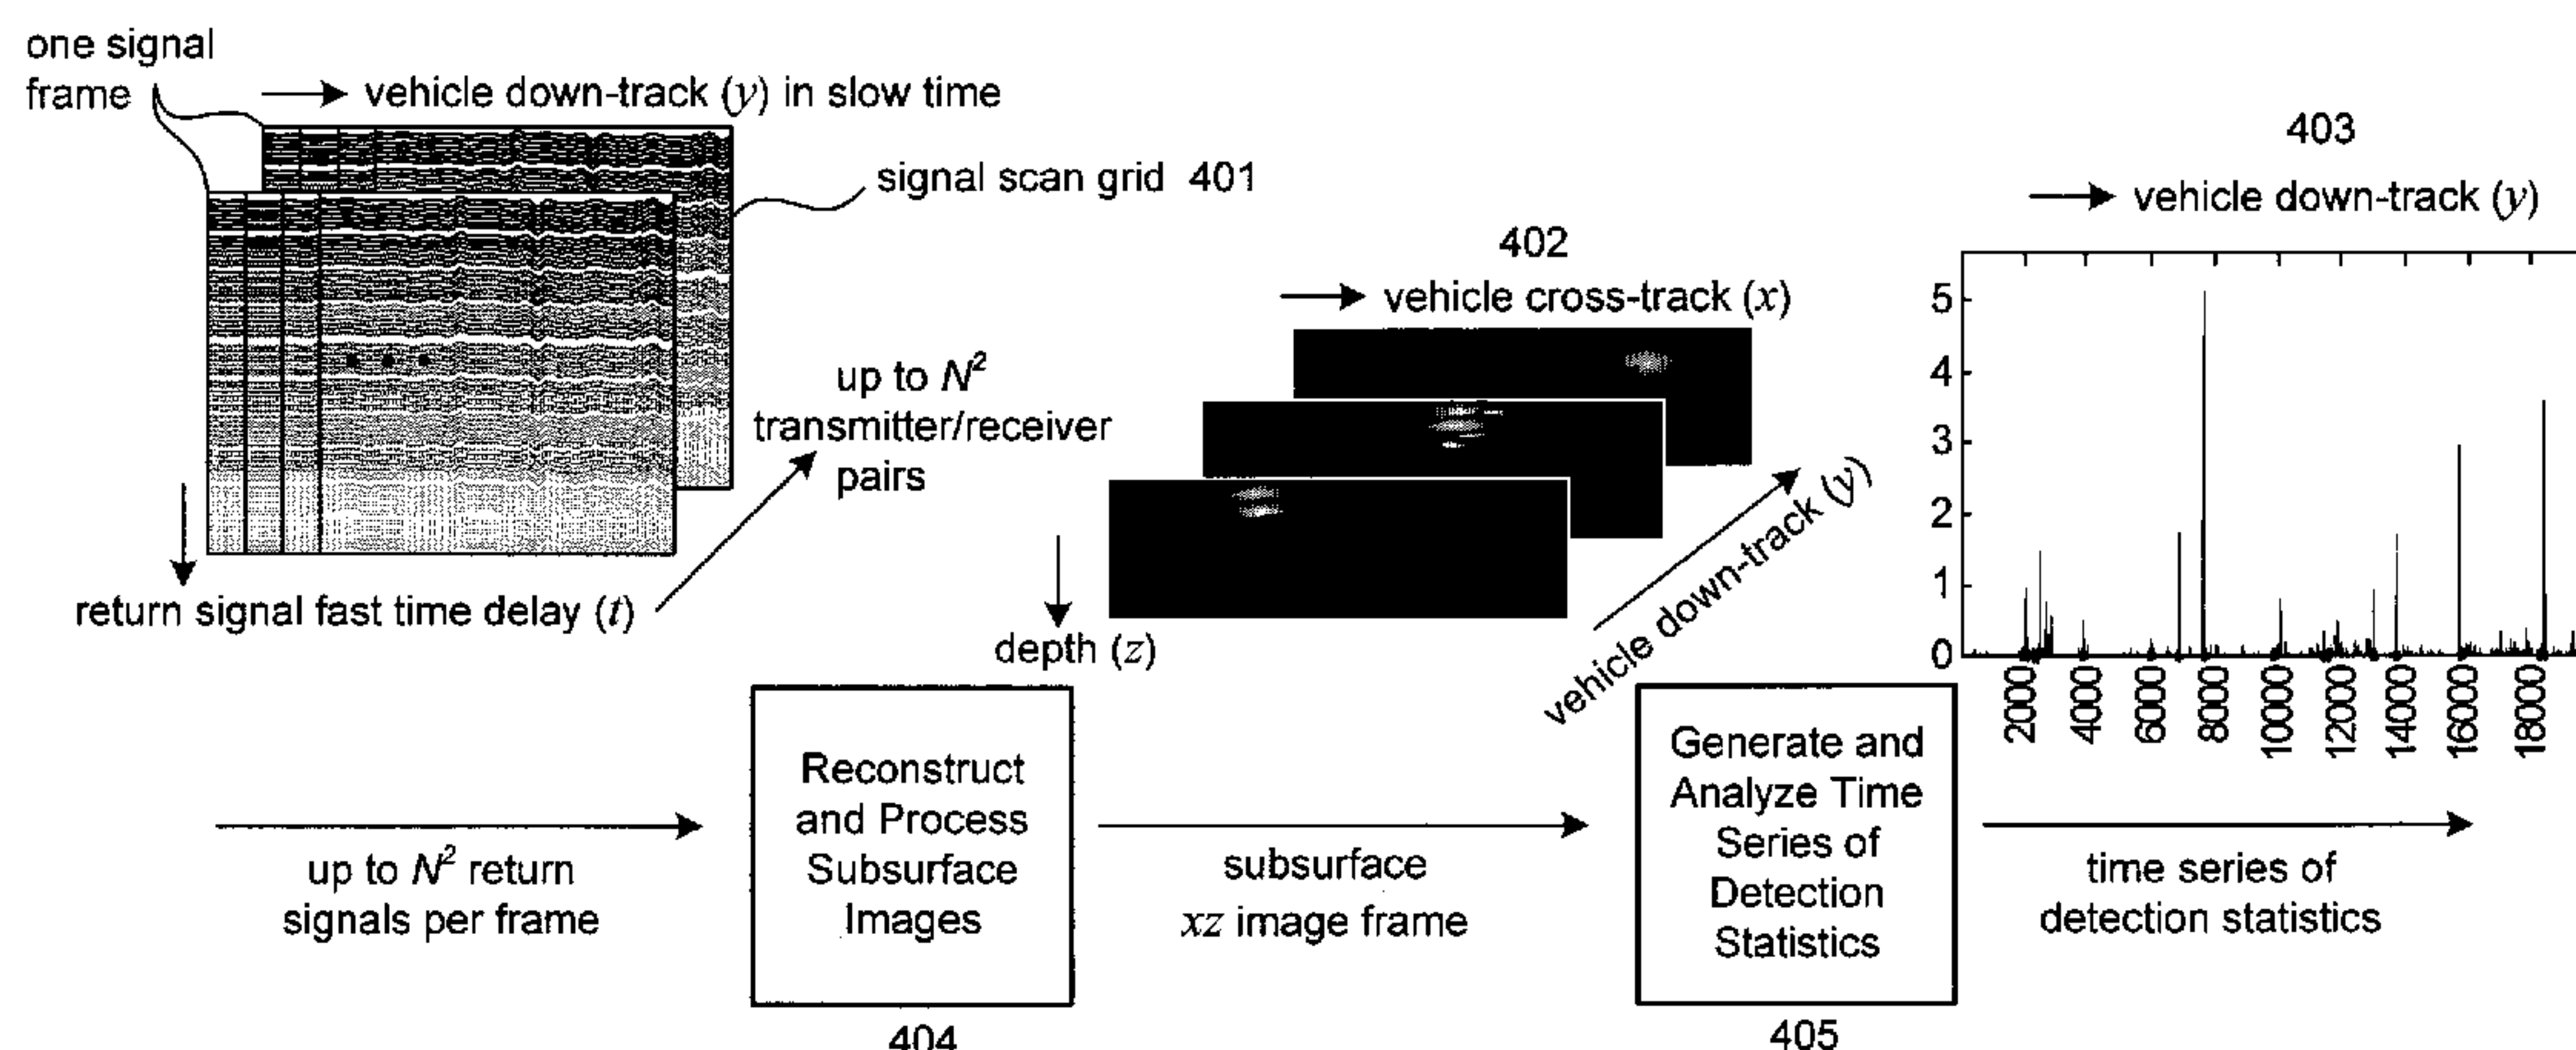 one signal
frame
vehicle down-track (y) in slow time
signal scan grid 401
return signal fast time delay (t)
up to N²
transmitter/receiver
pairs
402
vehicle cross-track (x)
depth (z)
vehicle down-track (y)
403
vehicle down-track (y)
5
4
3
2
1
0
2000
4000
6000
8000
10000
12000
14000
16000
18000
up to N² return
signals per frame
Reconstruct
and Process
Subsurface
Images
404
subsurface
xz image frame
Generate and
Analyze Time
Series of
Detection
Statistics
405
time series of
detection statistics